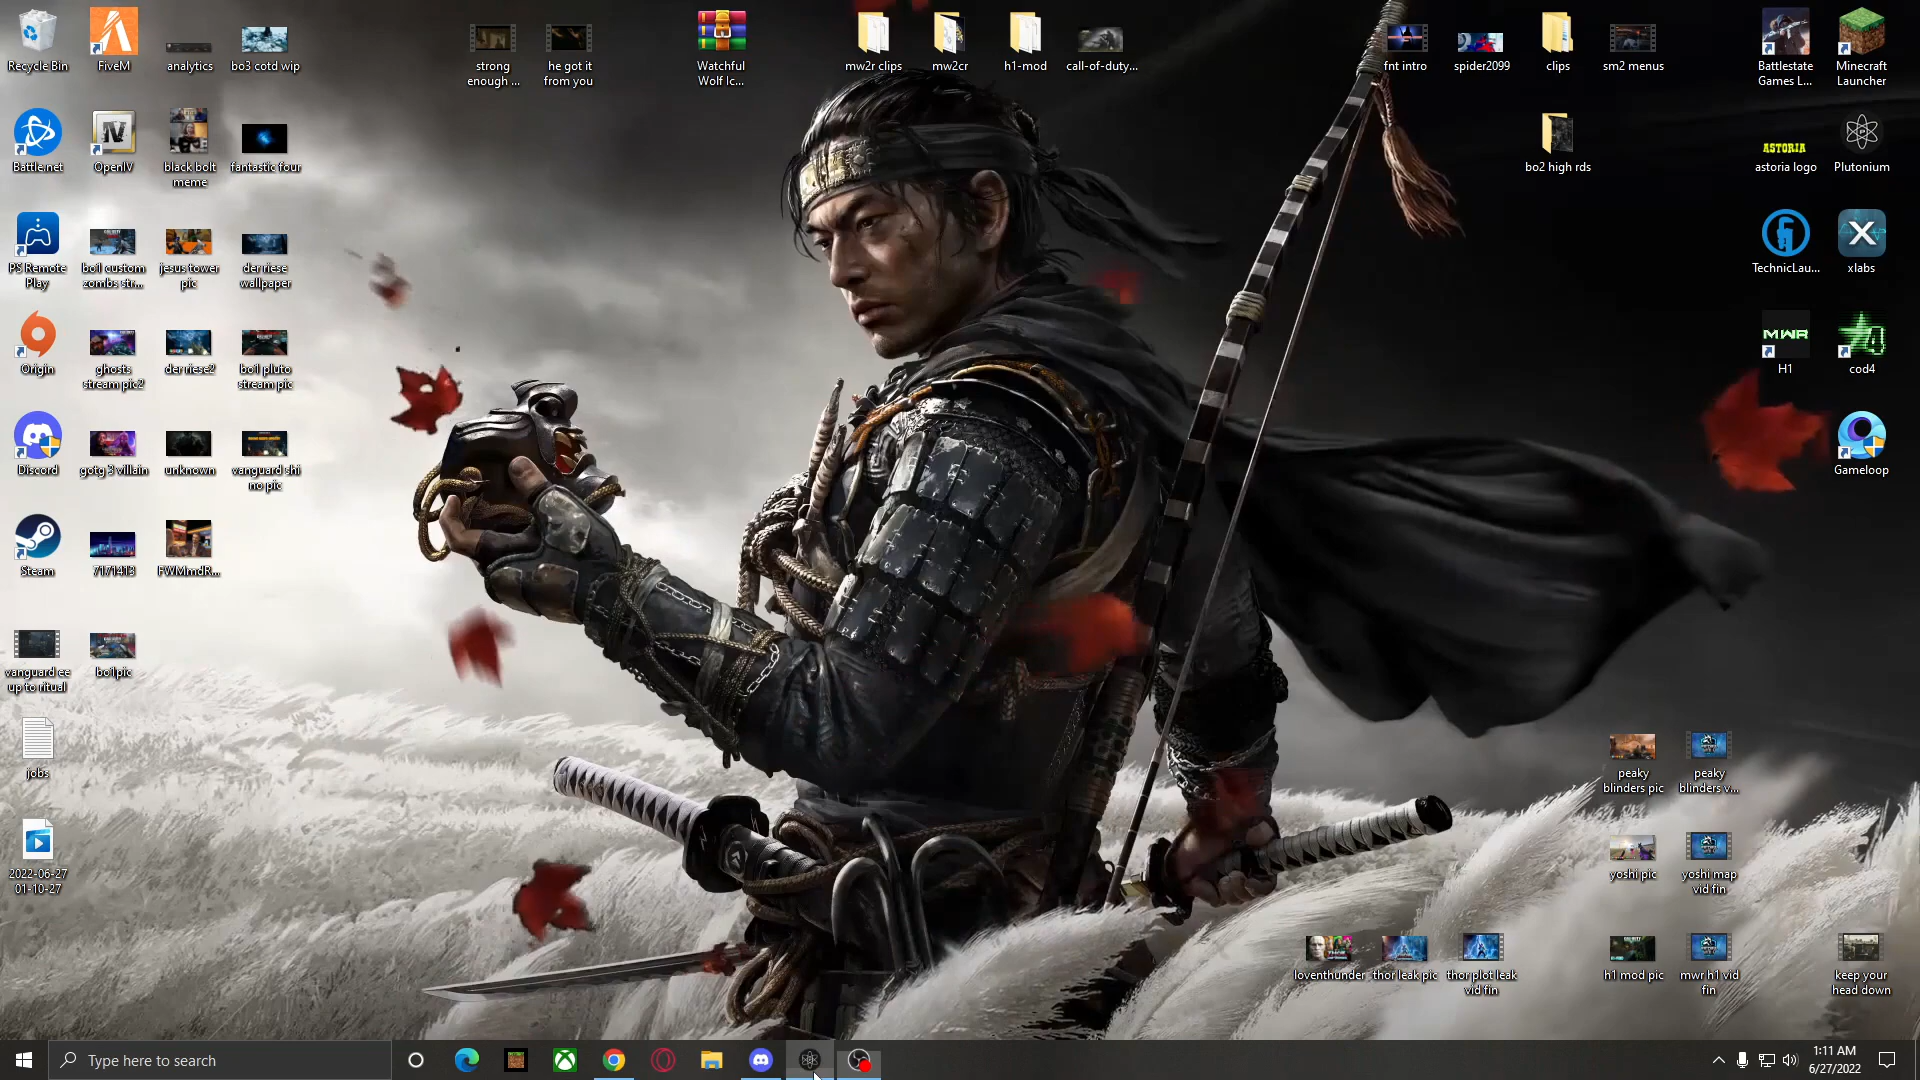 Recycle Bin
FiveM
analytics
bo3 cotd wip
strong
enough ...
he got it
from you
Watchful
Wolf Ic...
mw2r clips
mw2cr
h1-mod
call-of-duty...
fnt intro
spider2099
clips
sm2 menus
Battlestate
Games L...
Minecraft
Launcher
Battle.net
OpenIV
black bolt
meme
fantastic four
bo2 high rds
ASTORIA
astoria logo
Plutonium
PS Remote
Play
bo1 custom
zombs str...
jesus tower
pic
der riese
wallpaper
TechnicLau...
xlabs
Origin
ghosts
stream pic2
der riese2
bo1 pluto
stream pic
MWR
H1
cod4
Discord
gotg 3 villain
unknown
vanguard shi
no pic
Gameloop
Steam
7171413
FWMmdR...
vanguard ee
up to ritual
bo1pic
jobs
peaky
blinders pic
peaky
blinders v...
2022-06-27
01-10-27
yoshi pic
yoshi map
vid fin
loventhunder
thor leak pic
thor plot leak
vid fin
h1 mod pic
mwr h1 vid
fin
keep your
head down
Type here to search
1:11 AM
6/27/2022